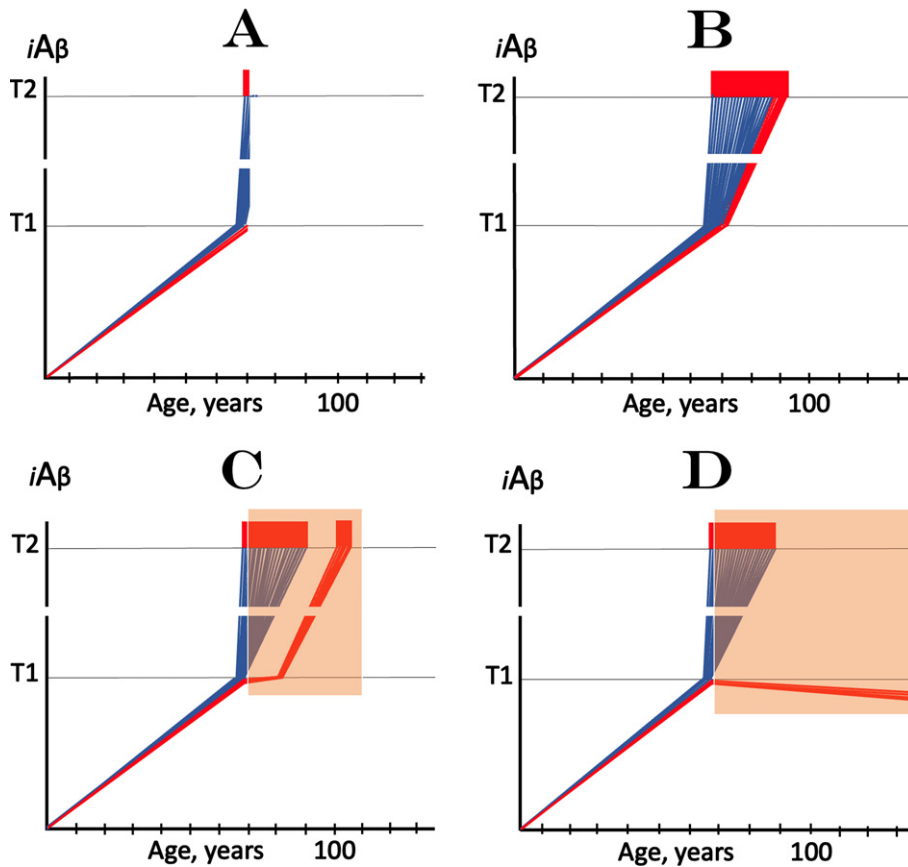 A
B
iAβ
iAβ
T2
T2
T1
T1
Age, years 100
Age, years 100
C
D
iAβ
iAβ
T2
T2
T1
T1
Age, years 100
Age, years 100